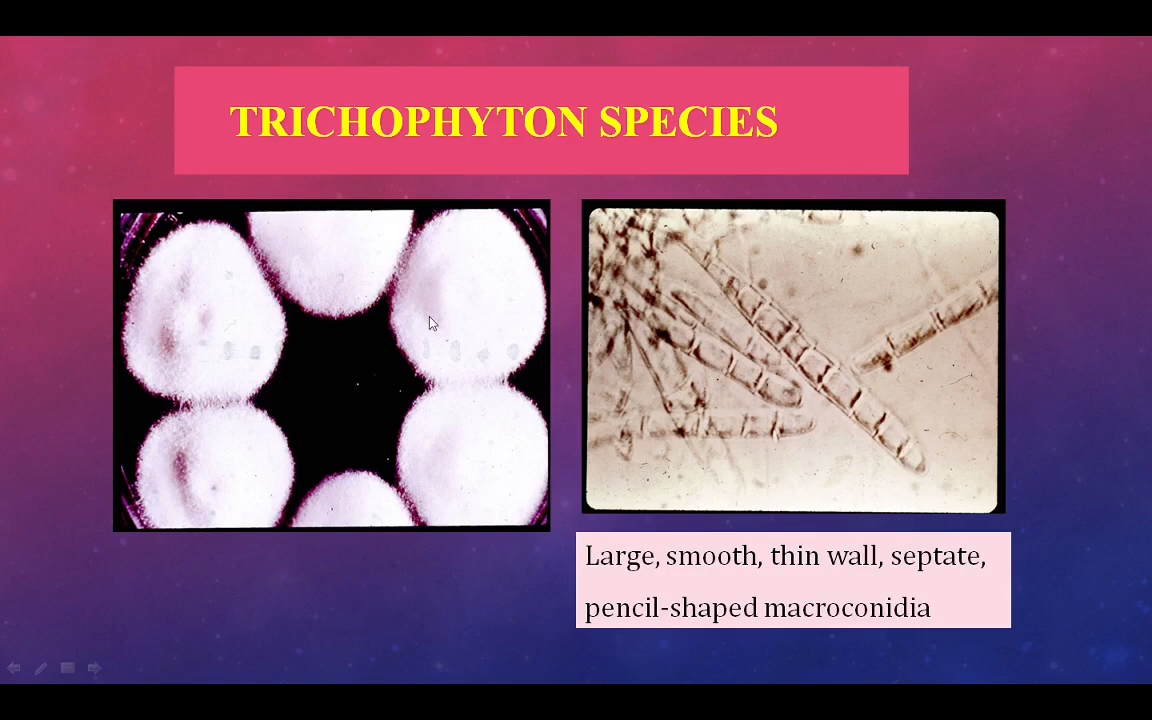 TRICHOPHYTON SPECIES
Large, smooth, thin wall, septate,
pencil-shaped macroconidia